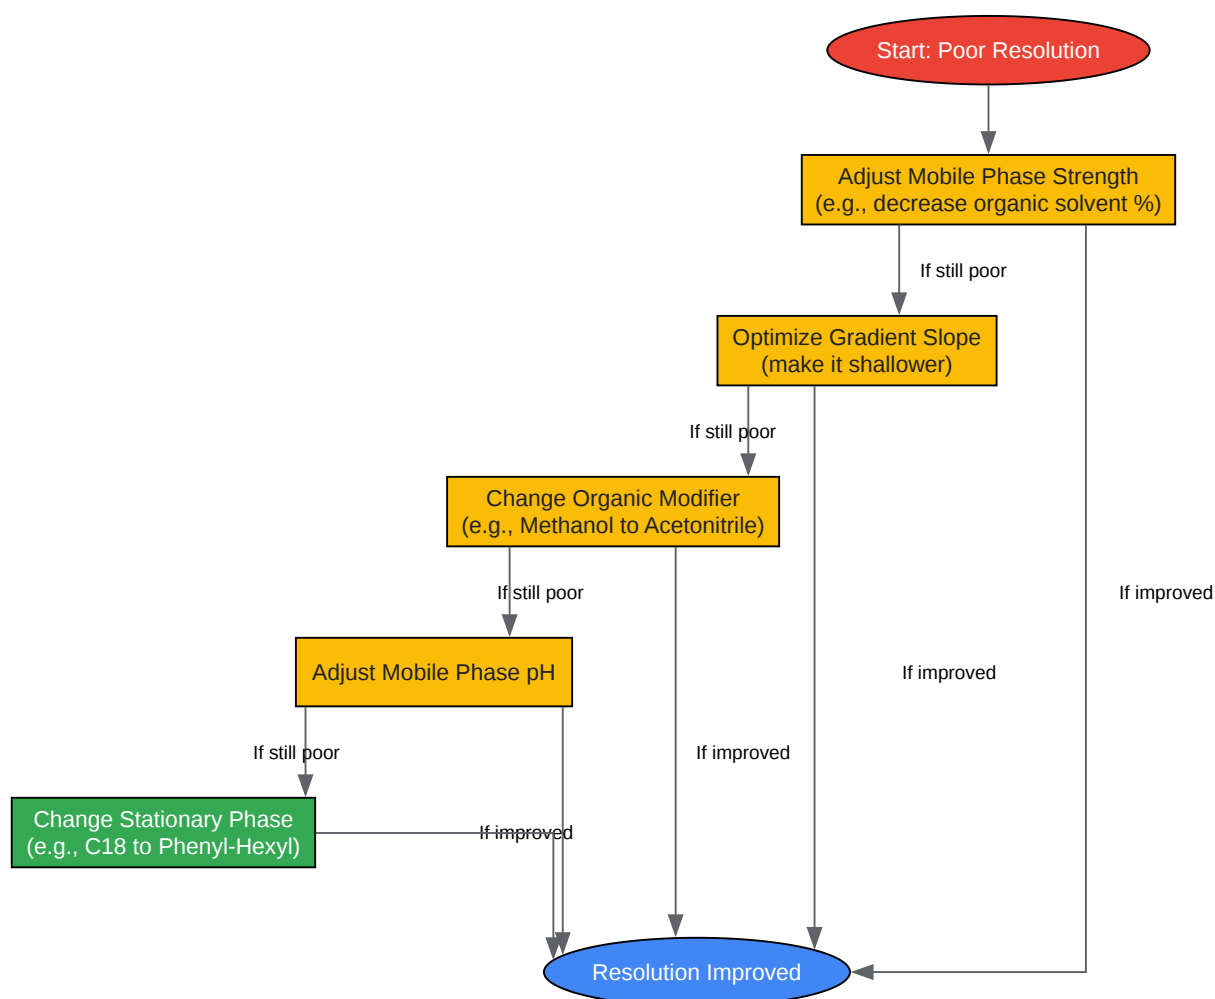 Start: Poor Resolution
Adjust Mobile Phase Strength
(e.g., decrease organic solvent %)
If still poor
Optimize Gradient Slope
(make it shallower)
If still poor
Change Organic Modifier
(e.g., Methanol to Acetonitrile)
If still poor
If improved
Adjust Mobile Phase pH
If improved
If still poor
If improved
Change Stationary Phase
(e.g., C18 to Phenyl-Hexyl)
If improved
Resolution Improved